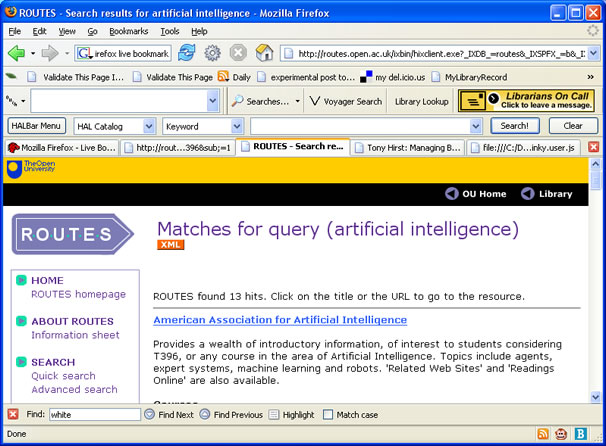 ROUTES - Search results for artificial intelligence - Mozilla Firefox
File Edit View Go Bookmarks Tools Help
irefox live bookmark
http://routes.open.ac.uk/ixbin/hixclient.exe?_IXDB_=routes&_IXSPFX_=b&_I
Validate This Page I... Validate This Page Daily experimental post to... my del.icio.us MyLibraryRecord »
Searches... Voyager Search Library Lookup Librarians On Call
Click to leave a message.
HALBar Menu HAL Catalog Keyword Search! Clear
Mozilla Firefox - Live Bo... http://rout...396&sub;=1 ROUTES - Search re... Tony Hirst: Managing B... file:///C:/D...inky.user.js
The Open
University
OU Home Library
ROUTES
Matches for query (artificial intelligence)
XML
HOME
ROUTES homepage
ABOUT ROUTES
Information sheet
SEARCH
Quick search
Advanced search
ROUTES found 13 hits. Click on the title or the URL to go to the resource.
American Association for Artificial Intelligence
Provides a wealth of introductory information, of interest to students considering
T396, or any course in the area of Artificial Intelligence. Topics include agents,
expert systems, machine learning and robots. 'Related Web Sites' and 'Readings
Online' are also available.
Find: white Find Next Find Previous Highlight Match case
Done